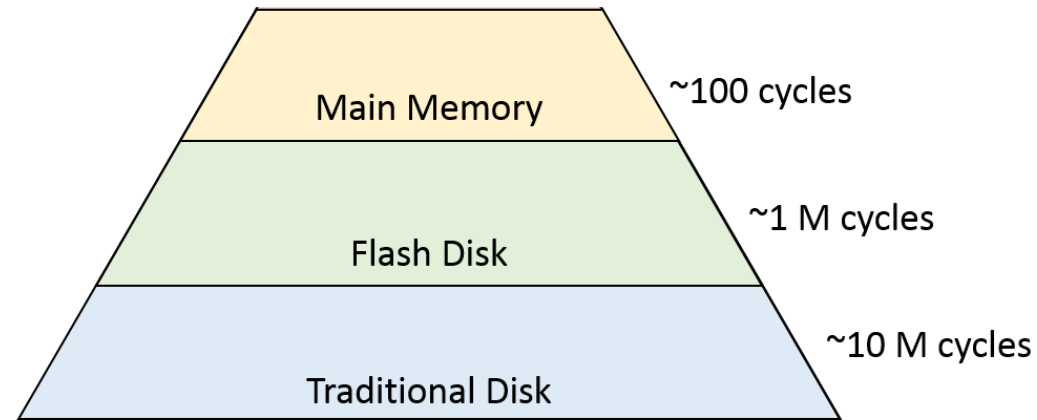 Main Memory
~100 cycles
Flash Disk
~1 M cycles
Traditional Disk
~10 M cycles